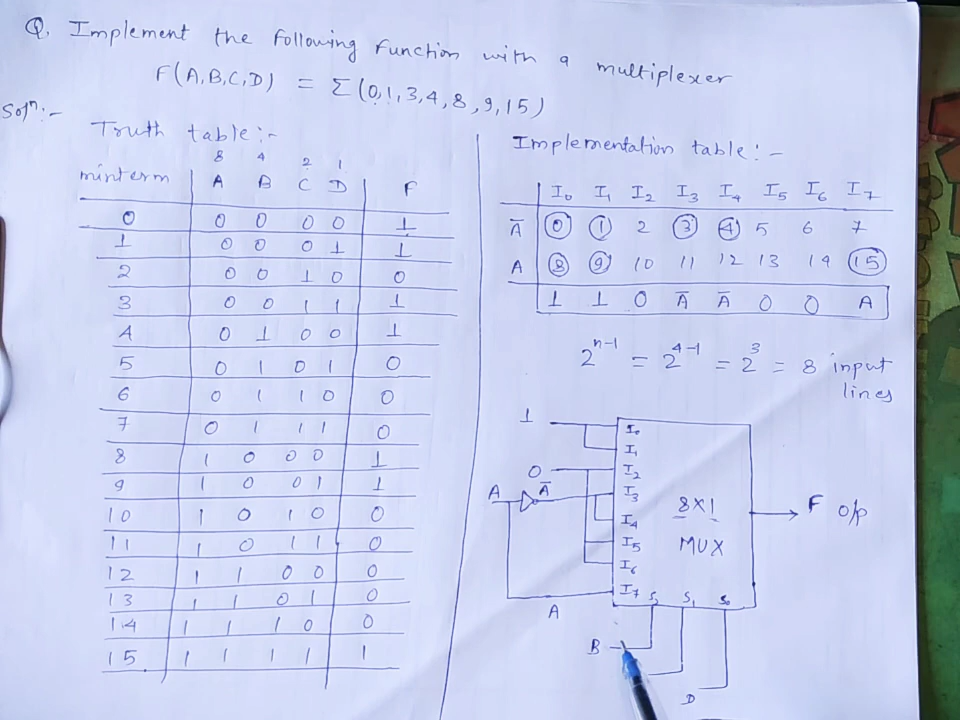 Q. Implement the following function with a multiplexer
F(A,B,C,D) = Σ(0,1,3,4,8,9,15)
Solⁿ:-
Truth table:-
8 4 2 1
minterm A B C D F
0 0 0 0 0 1
1 0 0 0 1 1
2 0 0 1 0 0
3 0 0 1 1 1
4 0 1 0 0 1
5 0 1 0 1 0
6 0 1 1 0 0
7 0 1 1 1 0
8 1 0 0 0 1
9 1 0 0 1 1
10 1 0 1 0 0
11 1 0 1 1 0
12 1 1 0 0 0
13 1 1 0 1 0
14 1 1 1 0 0
15 1 1 1 1 1
Implementation table:-
I₀ I₁ I₂ I₃ I₄ I₅ I₆ I₇
Ā 0 1 2 3 4 5 6 7
A 8 9 10 11 12 13 14 15
1 1 0 Ā Ā 0 0 A
2ⁿ⁻¹ = 2⁴⁻¹ = 2³ = 8 input
lines
1 I₀
I₁
0 I₂
A Ā I₃
I₄
I₅
I₆
I₇
8X1
MUX
F o/p
A
S₁ S₀
B
D